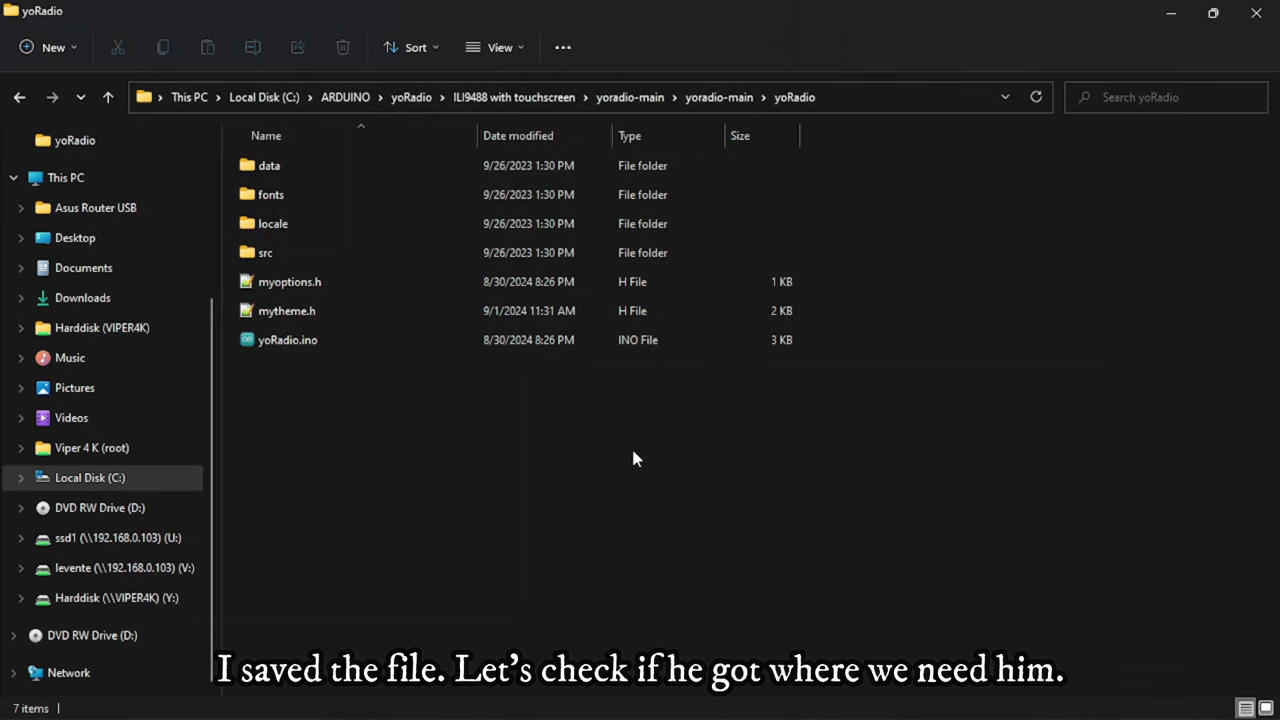 yoRadio
New
Sort
View
This PC > Local Disk (C:) > ARDUINO > yoRadio > ILI9488 with touchscreen > yoradio-main > yoradio-main > yoRadio
Search yoRadio
Name Date modified Type Size
yoRadio
This PC
Asus Router USB
Desktop
Documents
Downloads
Harddisk (VIPER4K)
Music
Pictures
Videos
Viper 4 K (root)
Local Disk (C:)
DVD RW Drive (D:)
ssd1 (\\192.168.0.103) (U:)
levente (\\192.168.0.103) (V:)
Harddisk (\\VIPER4K) (Y:)
DVD RW Drive (D:)
Network
data 9/26/2023 1:30 PM File folder
fonts 9/26/2023 1:30 PM File folder
locale 9/26/2023 1:30 PM File folder
src 9/26/2023 1:30 PM File folder
myoptions.h 8/30/2024 8:26 PM H File 1 KB
mytheme.h 9/1/2024 11:31 AM H File 2 KB
yoRadio.ino 8/30/2024 8:26 PM INO File 3 KB
I saved the file. Let's check if he got where we need him.
7 items